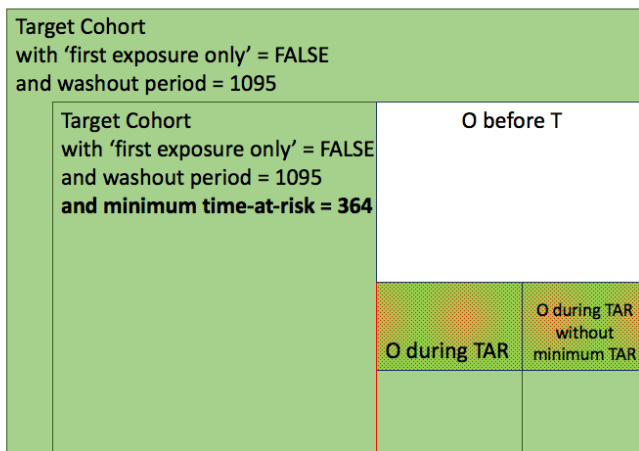 Target Cohort
with ‘first exposure only’ = FALSE
and washout period = 1095
Target Cohort
with ‘first exposure only’ = FALSE
and washout period = 1095
and minimum time-at-risk = 364
O before T
O during TAR
O during TAR
without
minimum TAR